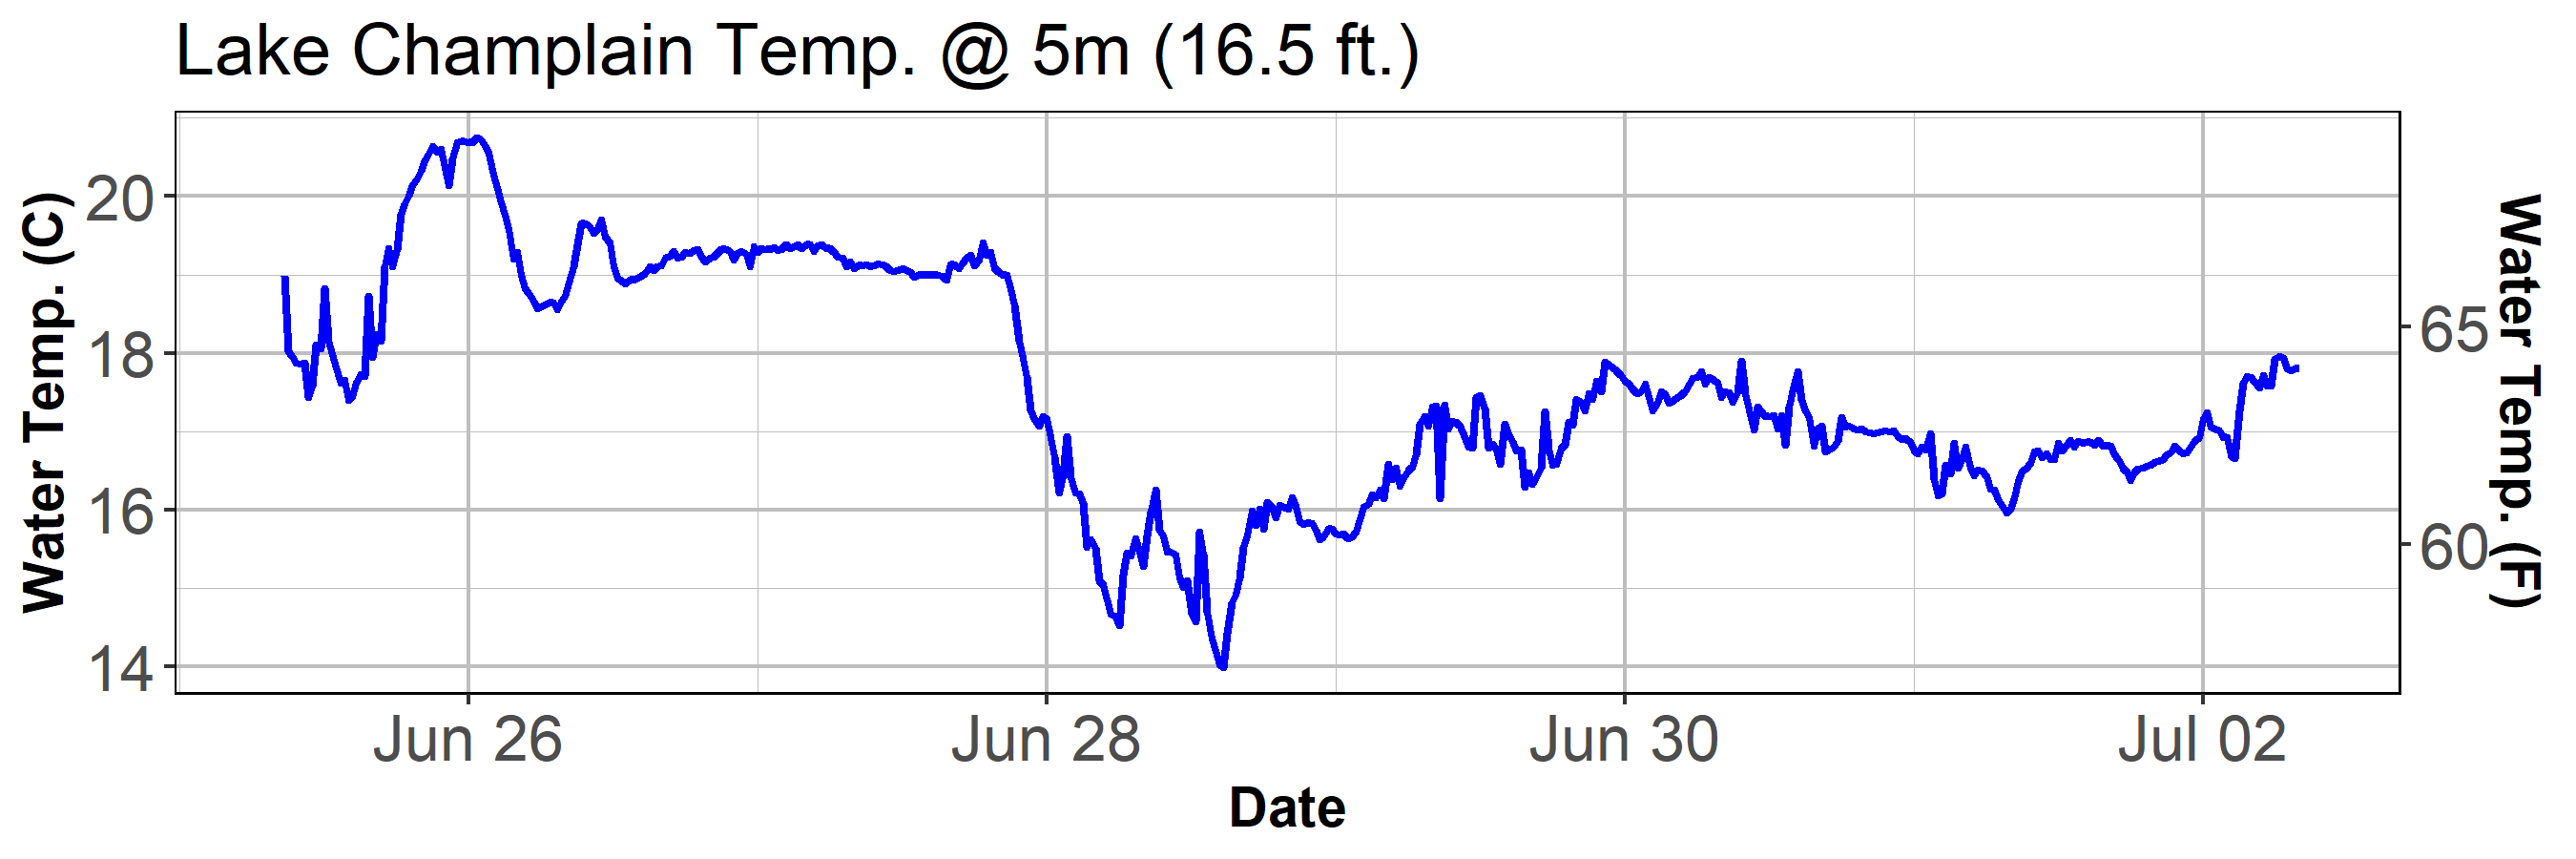 Lake Champlain Temp. @ 5m (16.5 ft.)
Water Temp. (C)
20
18
16
14
65
60
Water Temp. (F)
Jun 26
Jun 28
Jun 30
Jul 02
Date